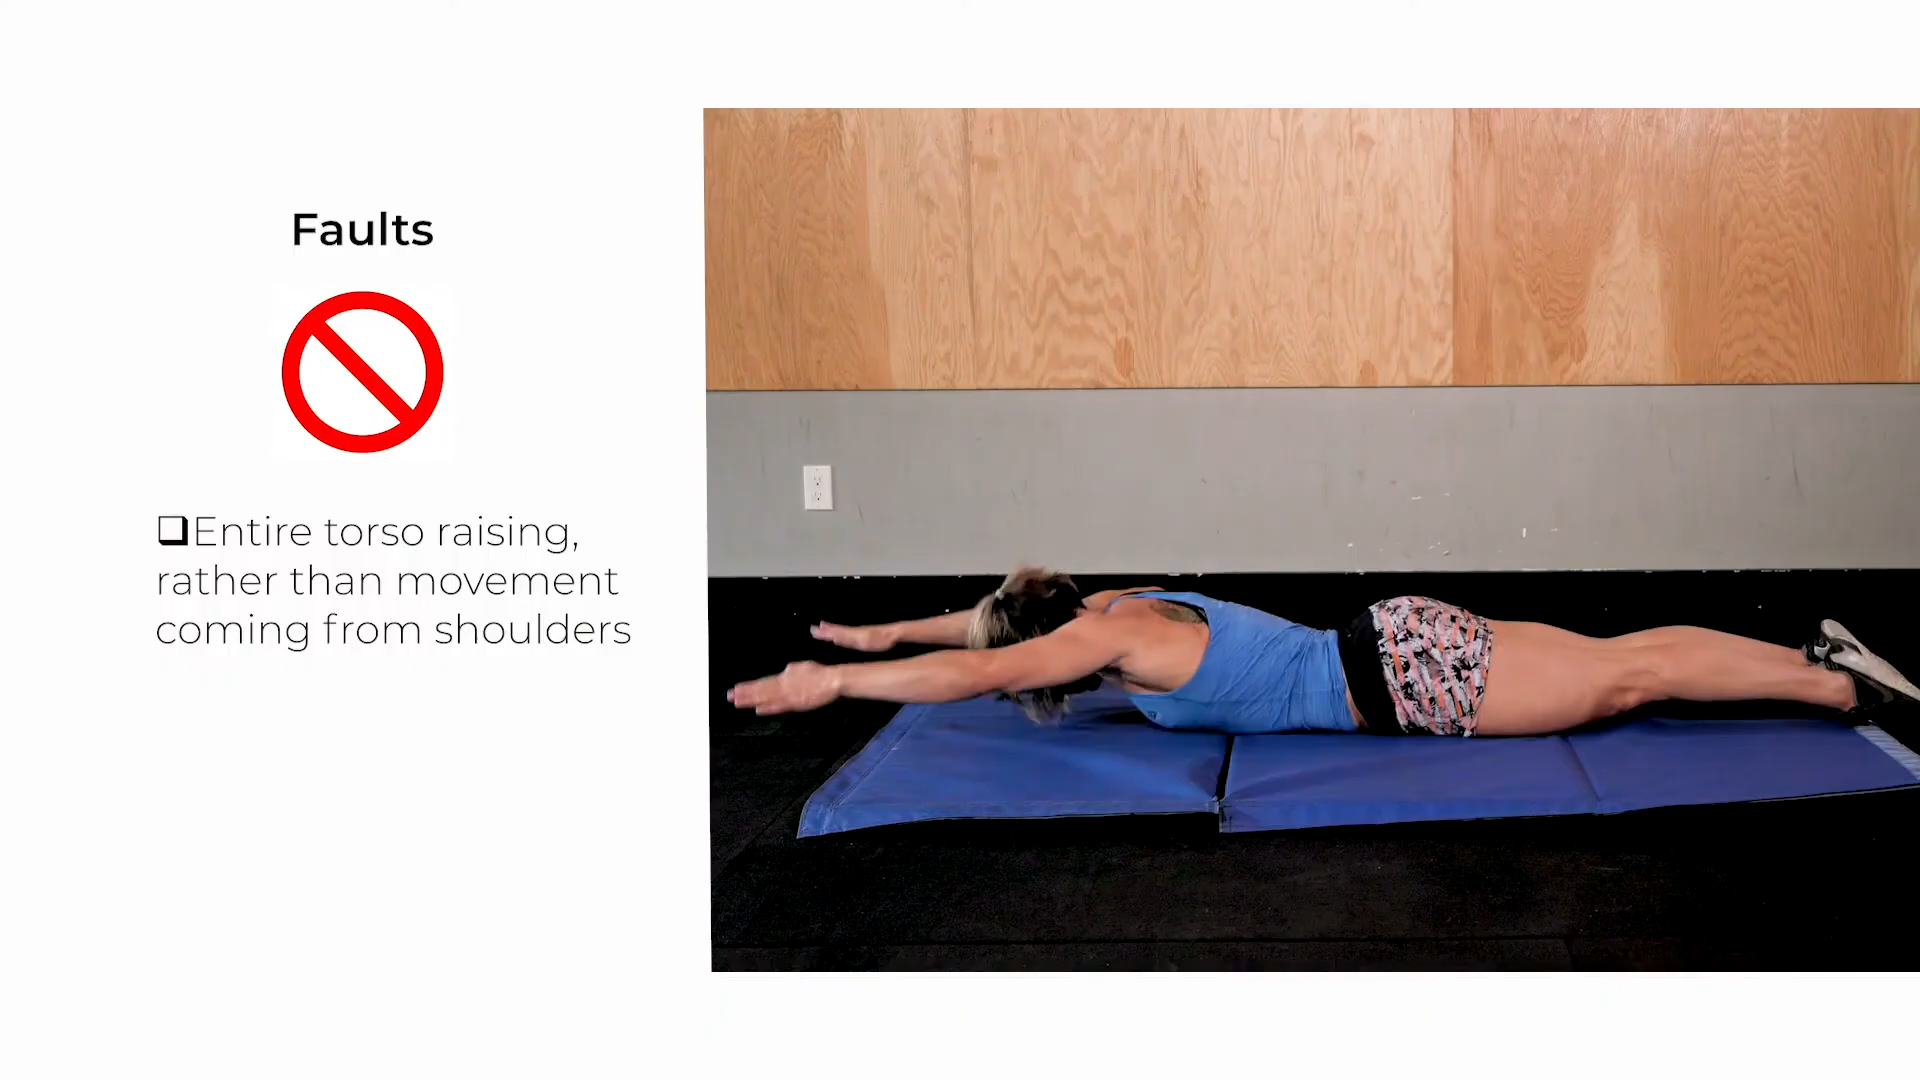 Faults
❑Entire torso raising,
rather than movement
coming from shoulders